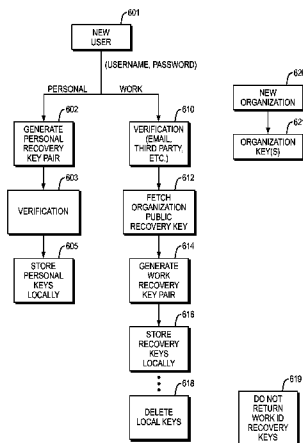 601
NEW
USER
(USERNAME, PASSWORD)
PERSONAL
WORK
602
GENERATE
PERSONAL
RECOVERY
KEY PAIR
603
VERIFICATION
605
STORE
PERSONAL
KEYS
LOCALLY
610
VERIFICATION
(EMAIL,
THIRD PARTY,
ETC.)
612
FETCH
ORGANIZATION
PUBLIC
RECOVERY KEY
614
GENERATE
WORK
RECOVERY
KEY PAIR
616
STORE
RECOVERY
KEYS
LOCALLY
618
DELETE
LOCAL KEYS
620
NEW
ORGANIZATION
621
ORGANIZATION
KEY(S)
619
DO NOT
RETURN
WORK ID
RECOVERY
KEYS